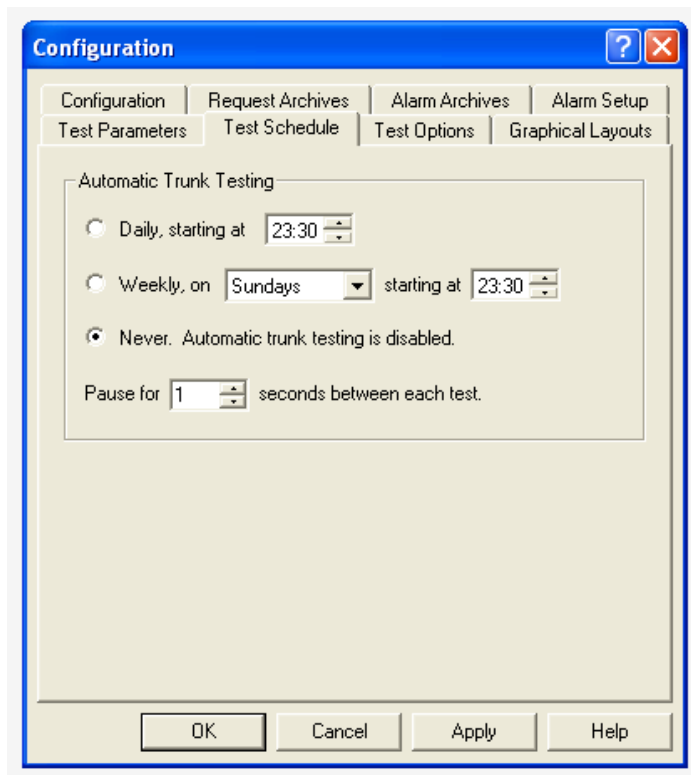 Configuration
Configuration Request Archives Alarm Archives Alarm Setup
Test Parameters Test Schedule Test Options Graphical Layouts
Automatic Trunk Testing
Daily, starting at 23:30
Weekly, on Sundays starting at 23:30
Never. Automatic trunk testing is disabled.
Pause for 1 seconds between each test.
OK Cancel Apply Help